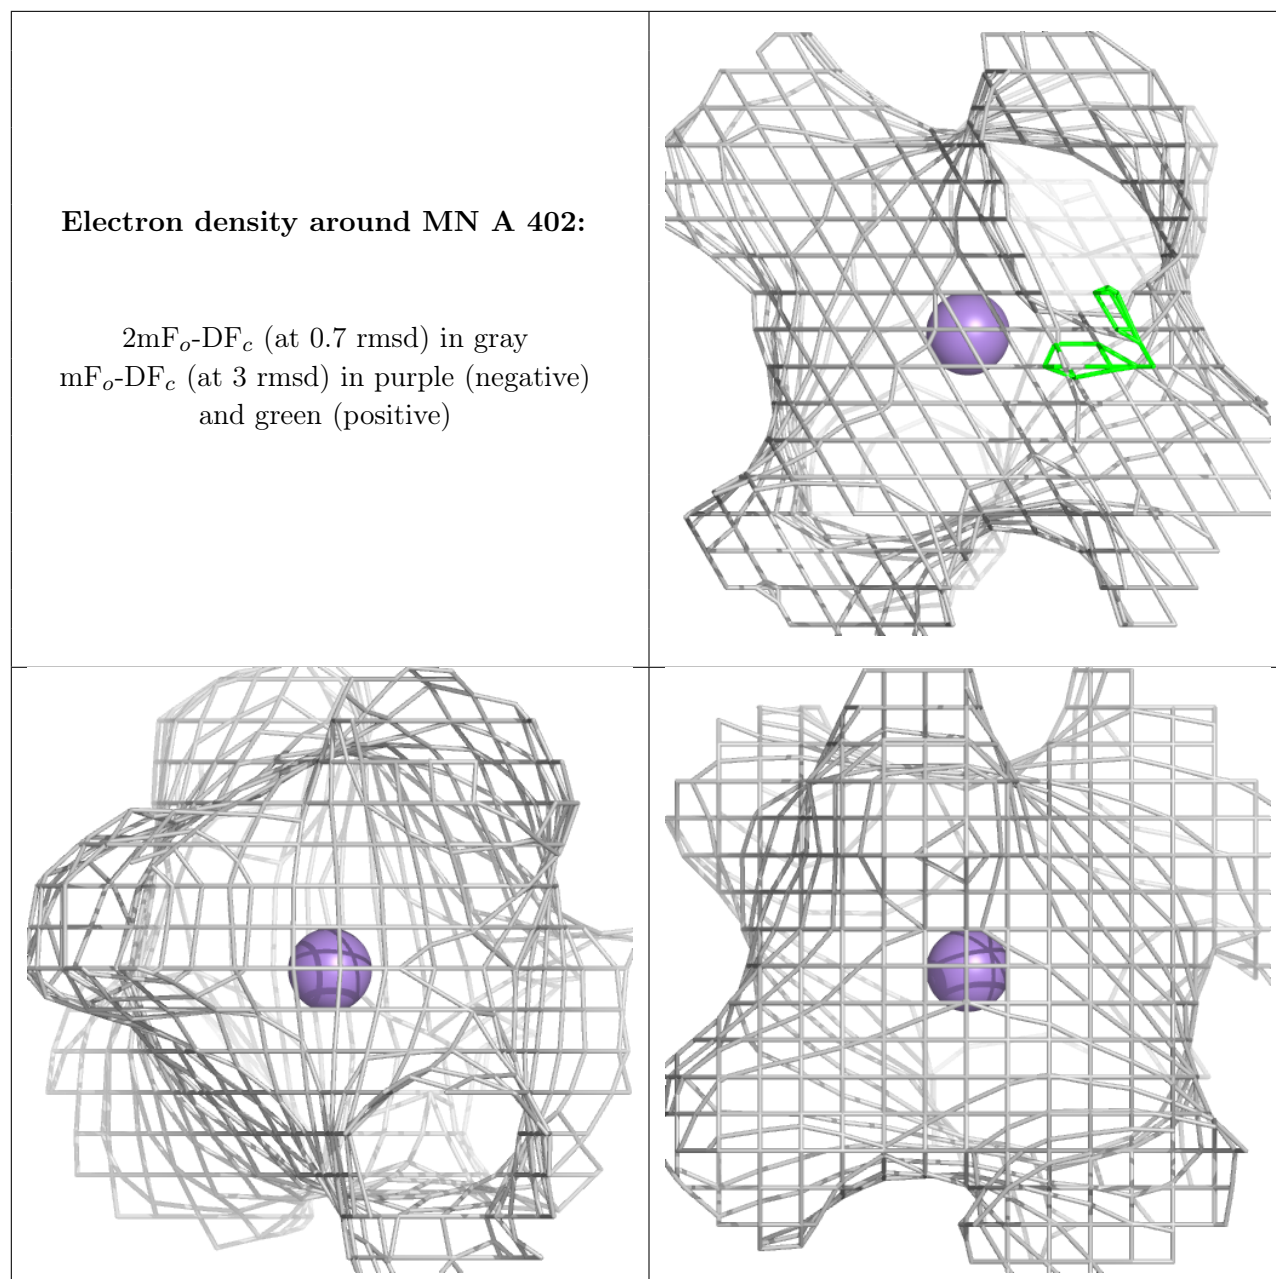 Electron density around MN A 402:
2mFo-DFc (at 0.7 rmsd) in gray
mFo-DFc (at 3 rmsd) in purple (negative)
and green (positive)